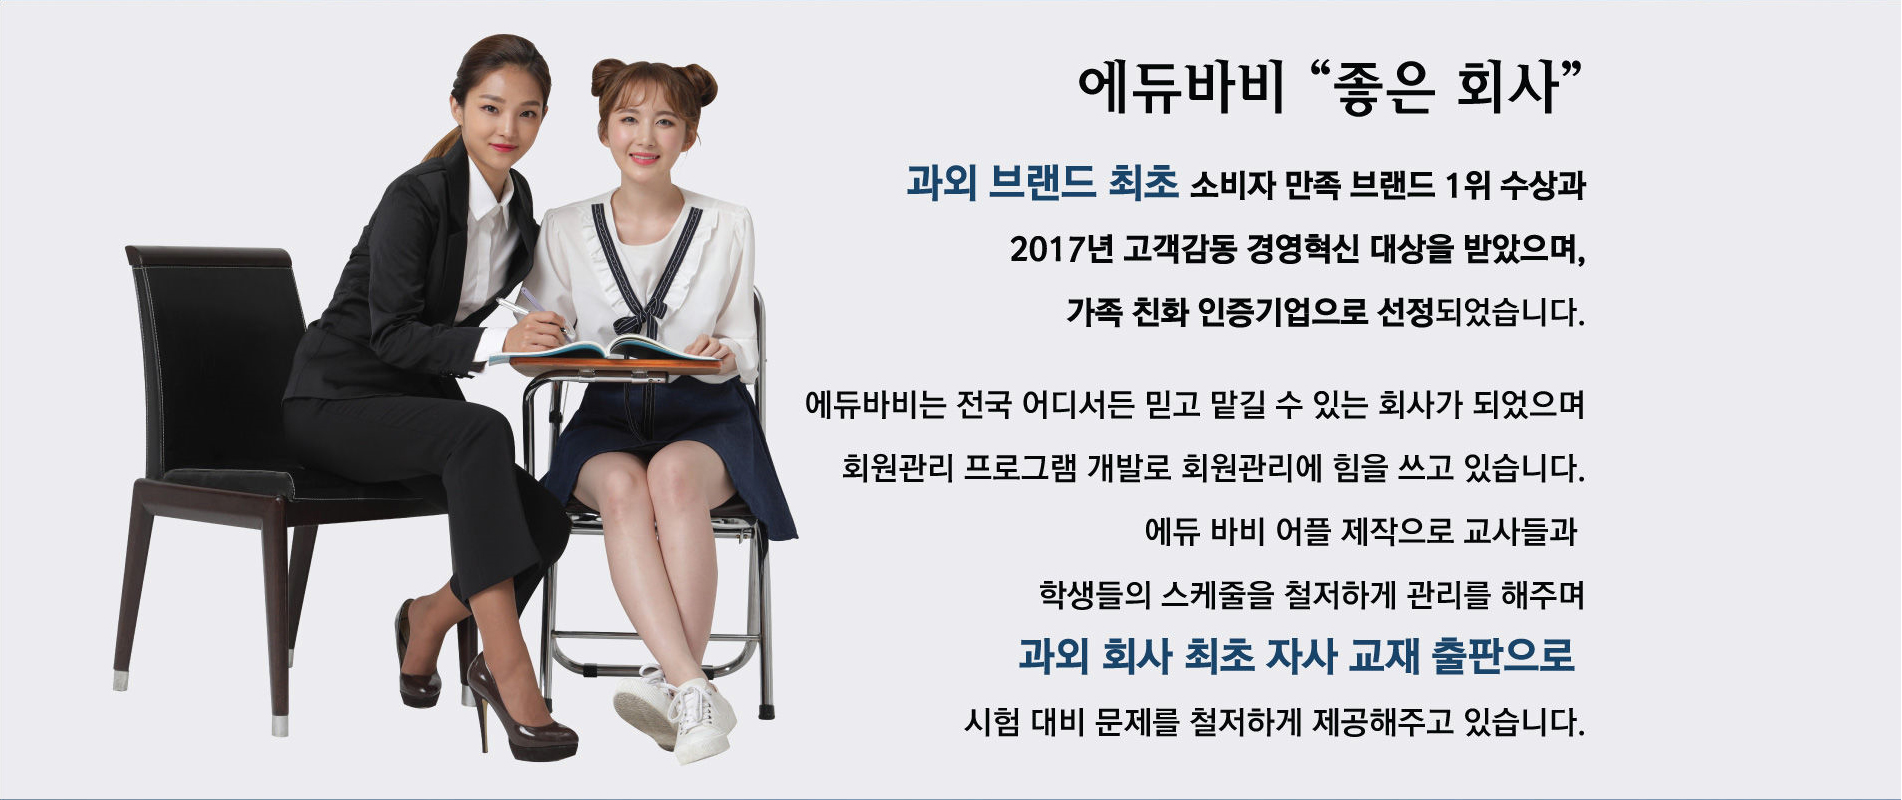 에듀바비 “좋은 회사”
과외 브랜드 최초 소비자 만족 브랜드 1위 수상과
2017년 고객감동 경영혁신 대상을 받았으며,
가족 친화 인증기업으로 선정되었습니다.
에듀바비는 전국 어디서든 믿고 맡길 수 있는 회사가 되었으며
회원관리 프로그램 개발로 회원관리에 힘을 쓰고 있습니다.
에듀 바비 어플 제작으로 교사들과
학생들의 스케줄을 철저하게 관리를 해주며
과외 회사 최초 자사 교재 출판으로
시험 대비 문제를 철저하게 제공해주고 있습니다.